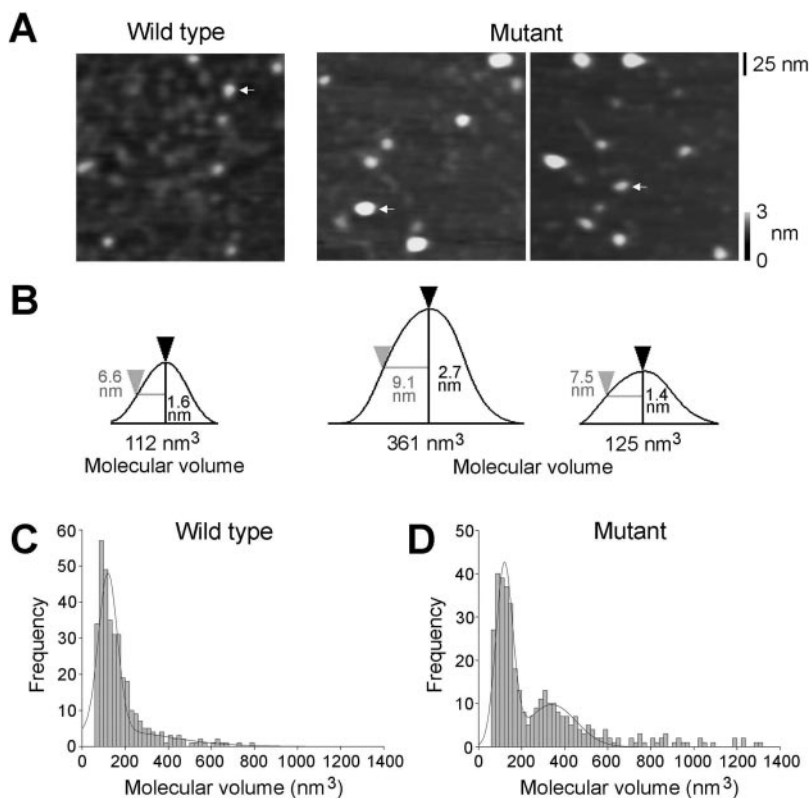 A
Wild type
Mutant
25 nm
3
nm
0
B
6.6
nm
1.6
nm
9.1
nm
2.7
nm
7.5
nm
1.4
nm
112 nm³
361 nm³
125 nm³
Molecular volume
Molecular volume
C
Wild type
60
50
40
30
20
10
0
Frequency
0 200 400 600 800 1000 1200 1400
Molecular volume (nm³)
D
Mutant
50
40
30
20
10
0
Frequency
0 200 400 600 800 1000 1200 1400
Molecular volume (nm³)